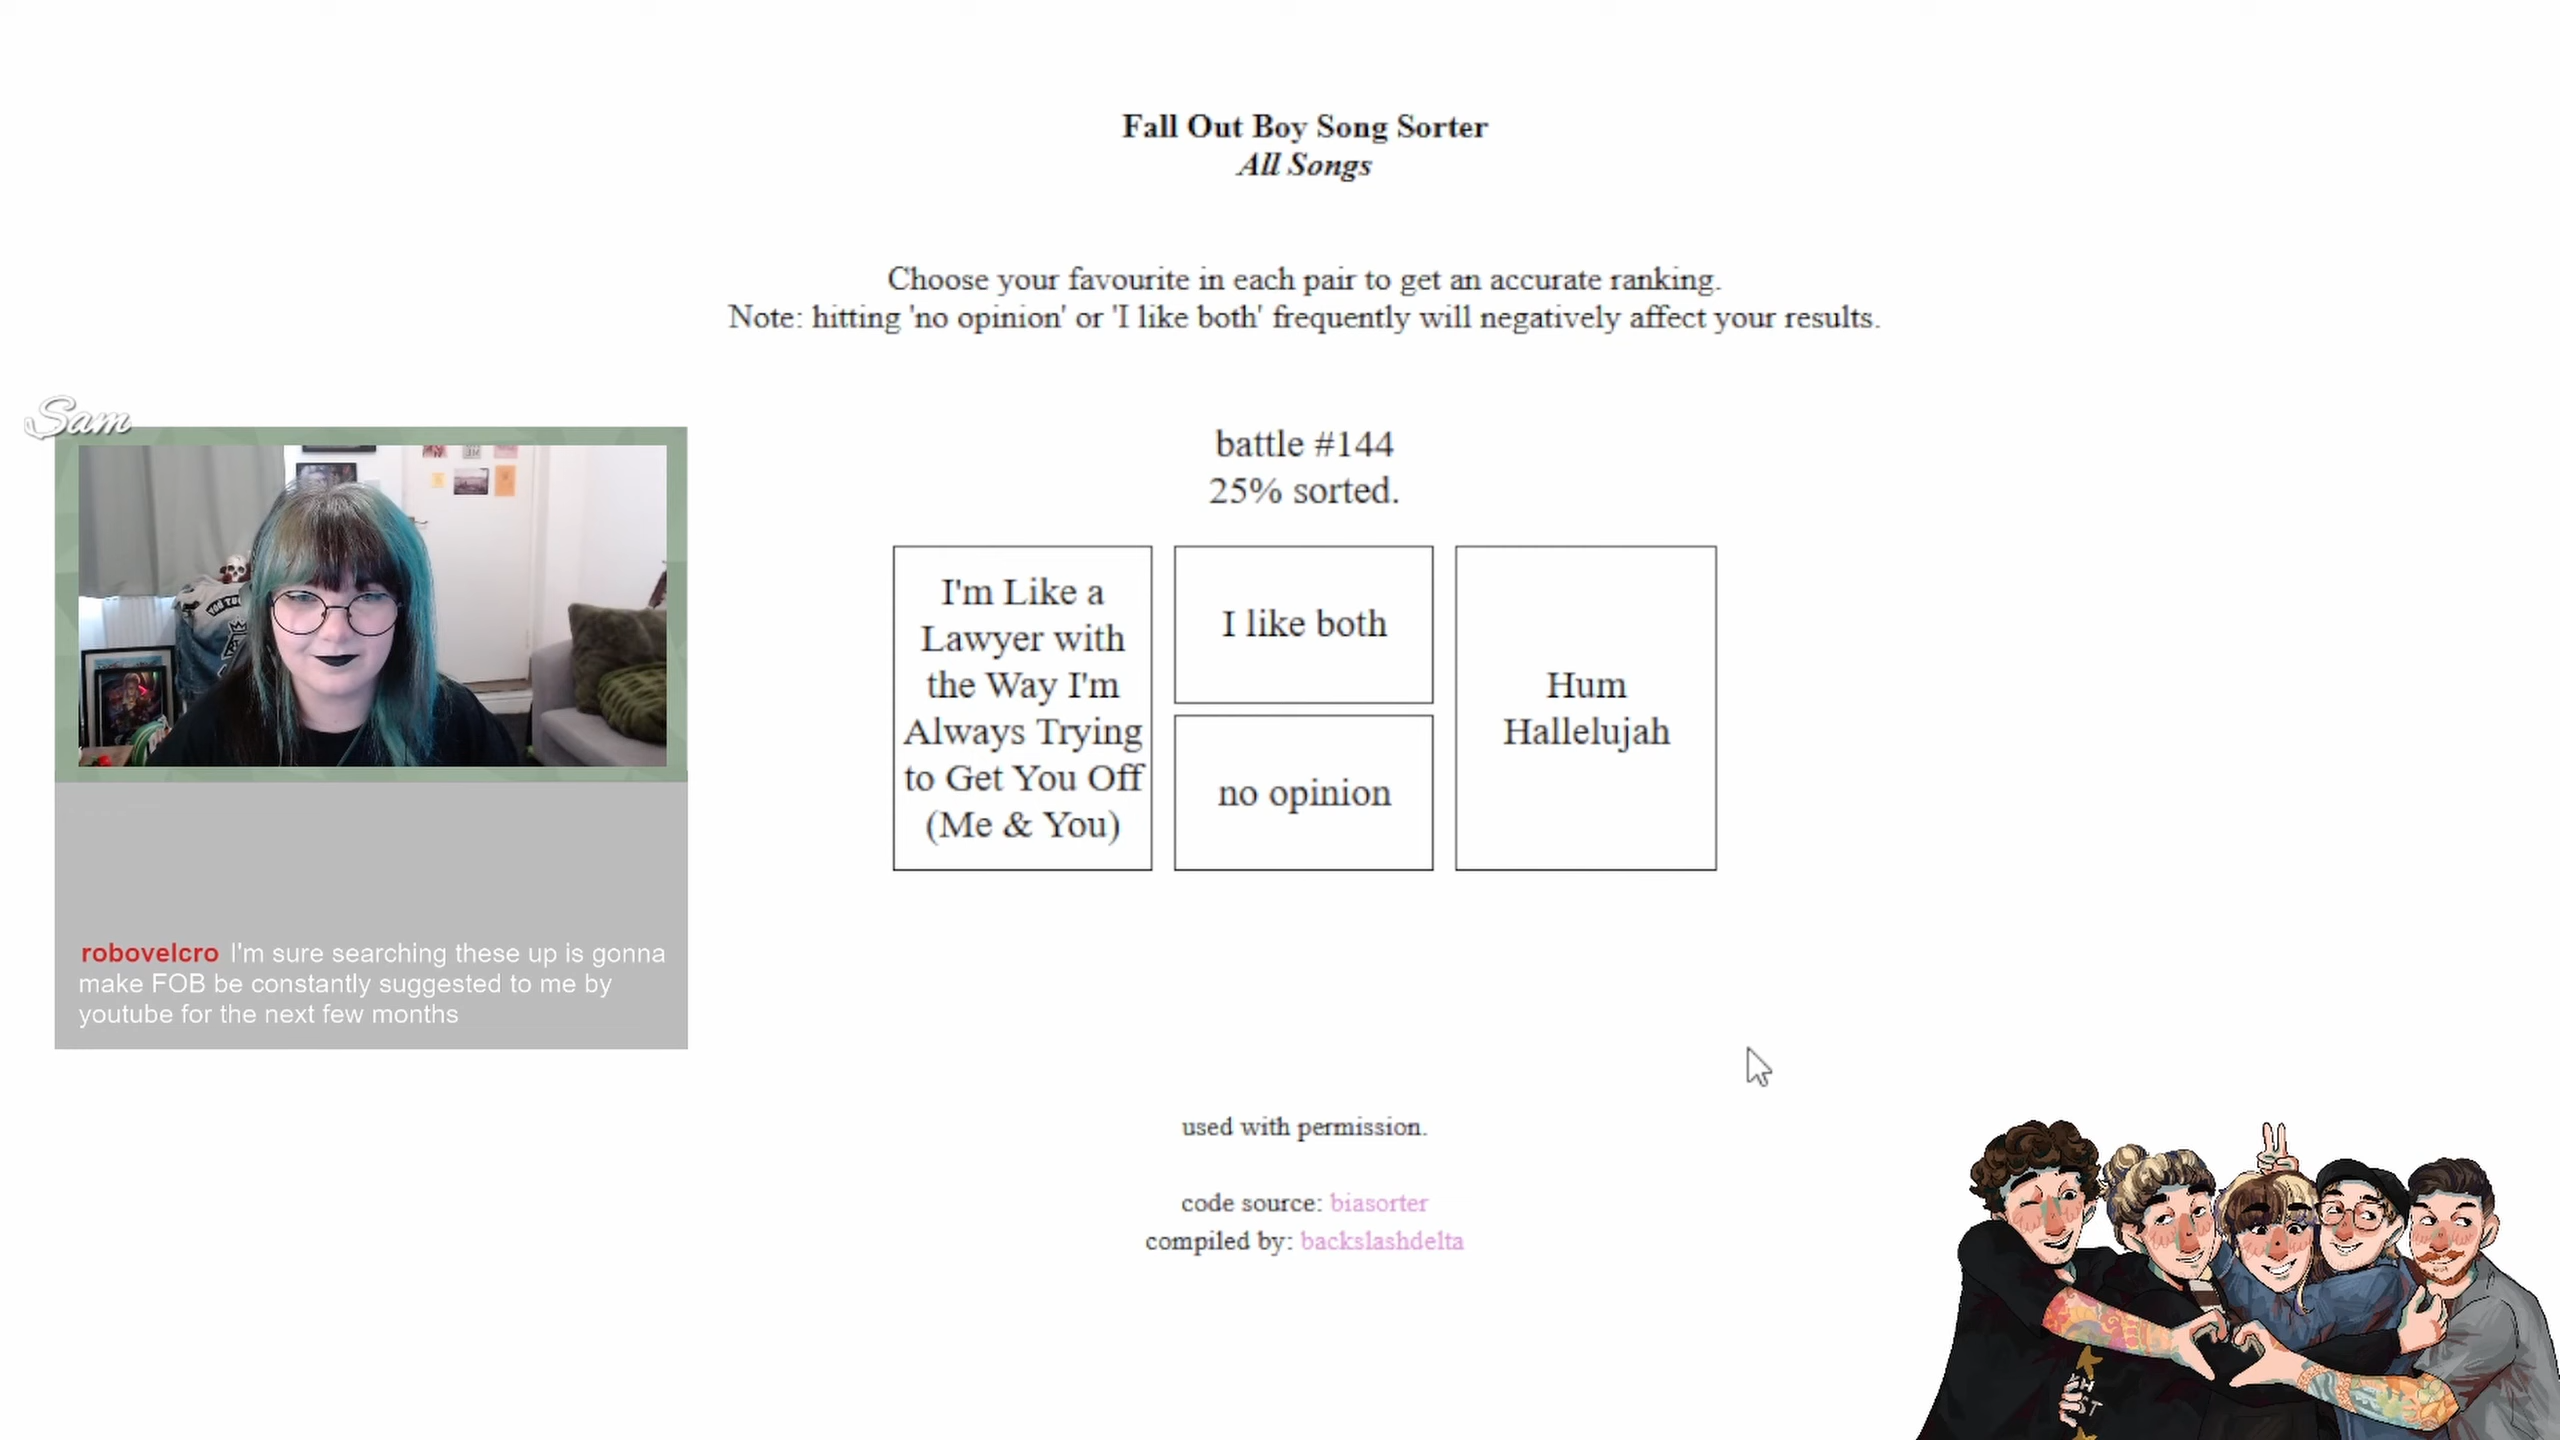 Fall Out Boy Song Sorter
All Songs
Choose your favourite in each pair to get an accurate ranking.
Note: hitting 'no opinion' or 'I like both' frequently will negatively affect your results.
Sam
battle #144
25% sorted.
I'm Like a
Lawyer with
the Way I'm
Always Trying
to Get You Off
(Me & You)
I like both
no opinion
Hum
Hallelujah
robovelcro I'm sure searching these up is gonna
make FOB be constantly suggested to me by
youtube for the next few months
used with permission.
code source: biasorter
compiled by: backslashdelta